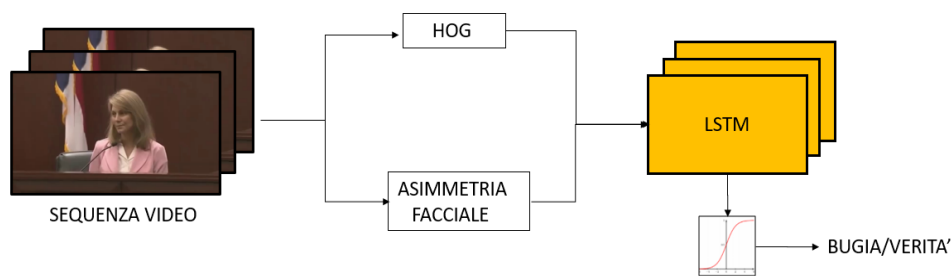 HOG
LSTM
ASIMMETRIA
FACCIALE
SEQUENZA VIDEO
BUGIA/VERITA’